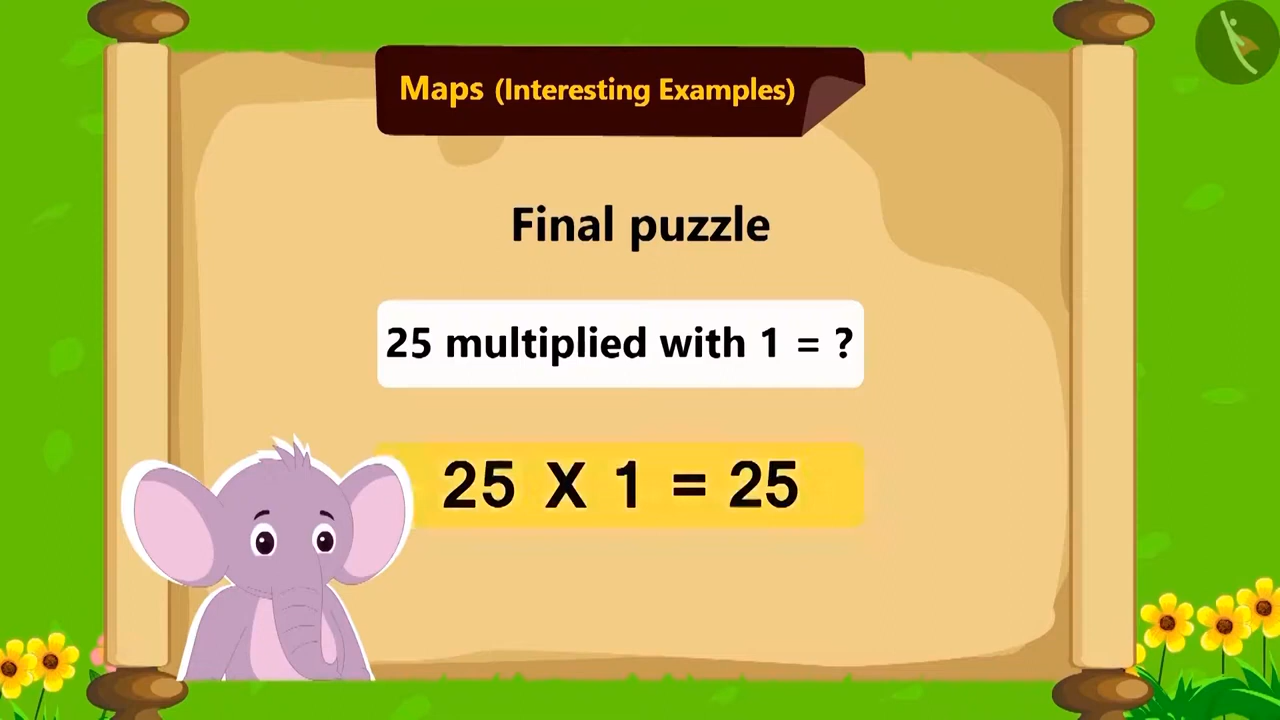 Maps (Interesting Examples)
Final puzzle
25 multiplied with 1 = ?
25 X 1 = 25